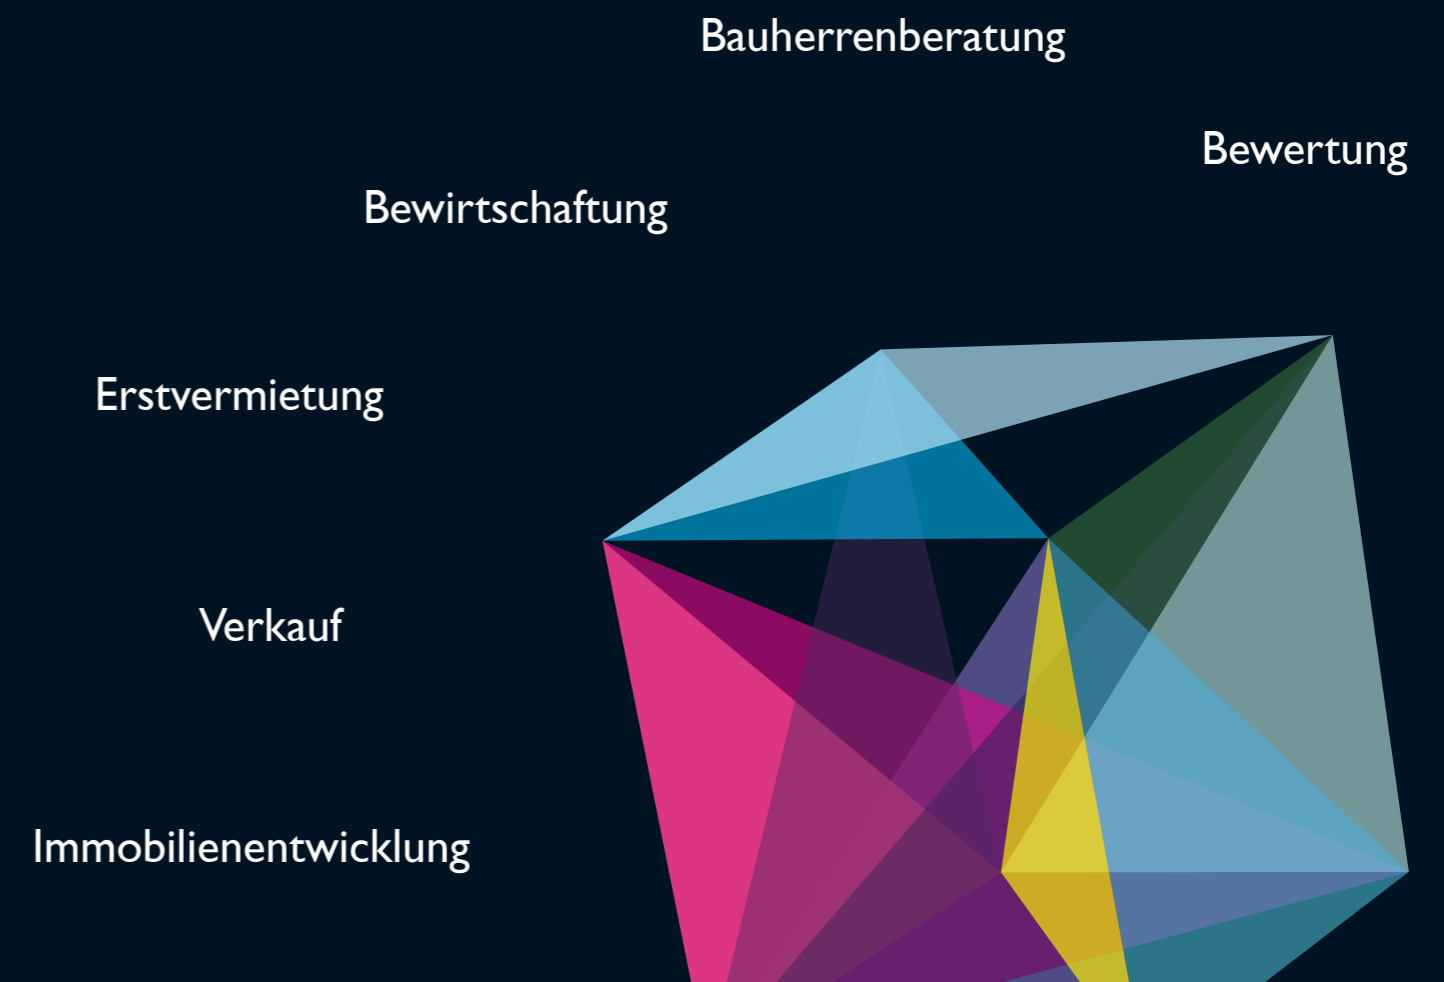 Bauherrenberatung
Bewertung
Bewirtschaftung
Erstvermietung
Verkauf
Immobilienentwicklung